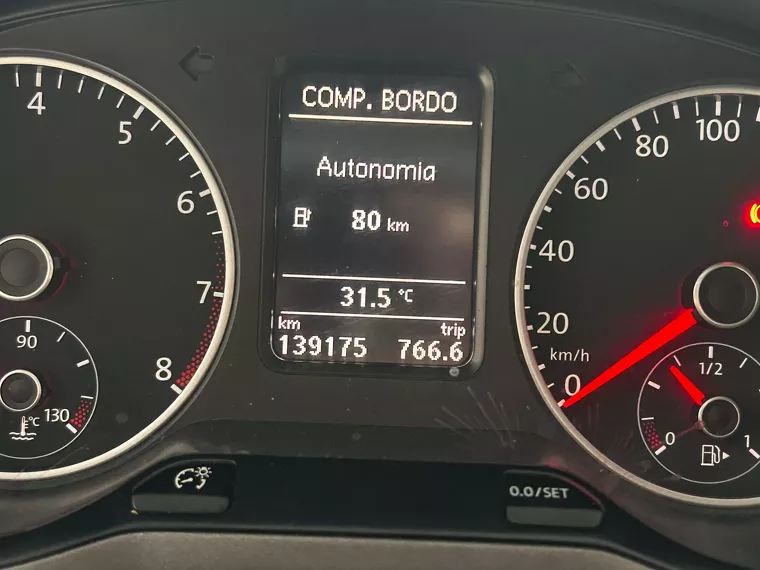 COMP. BORDO
Autonomia
80 km
31.5 °C
km trip
139175 766.6
4
5
6
7
8
90
130
°C
0
20
40
60
80
100
km/h
0
1/2
1
0.0/SET